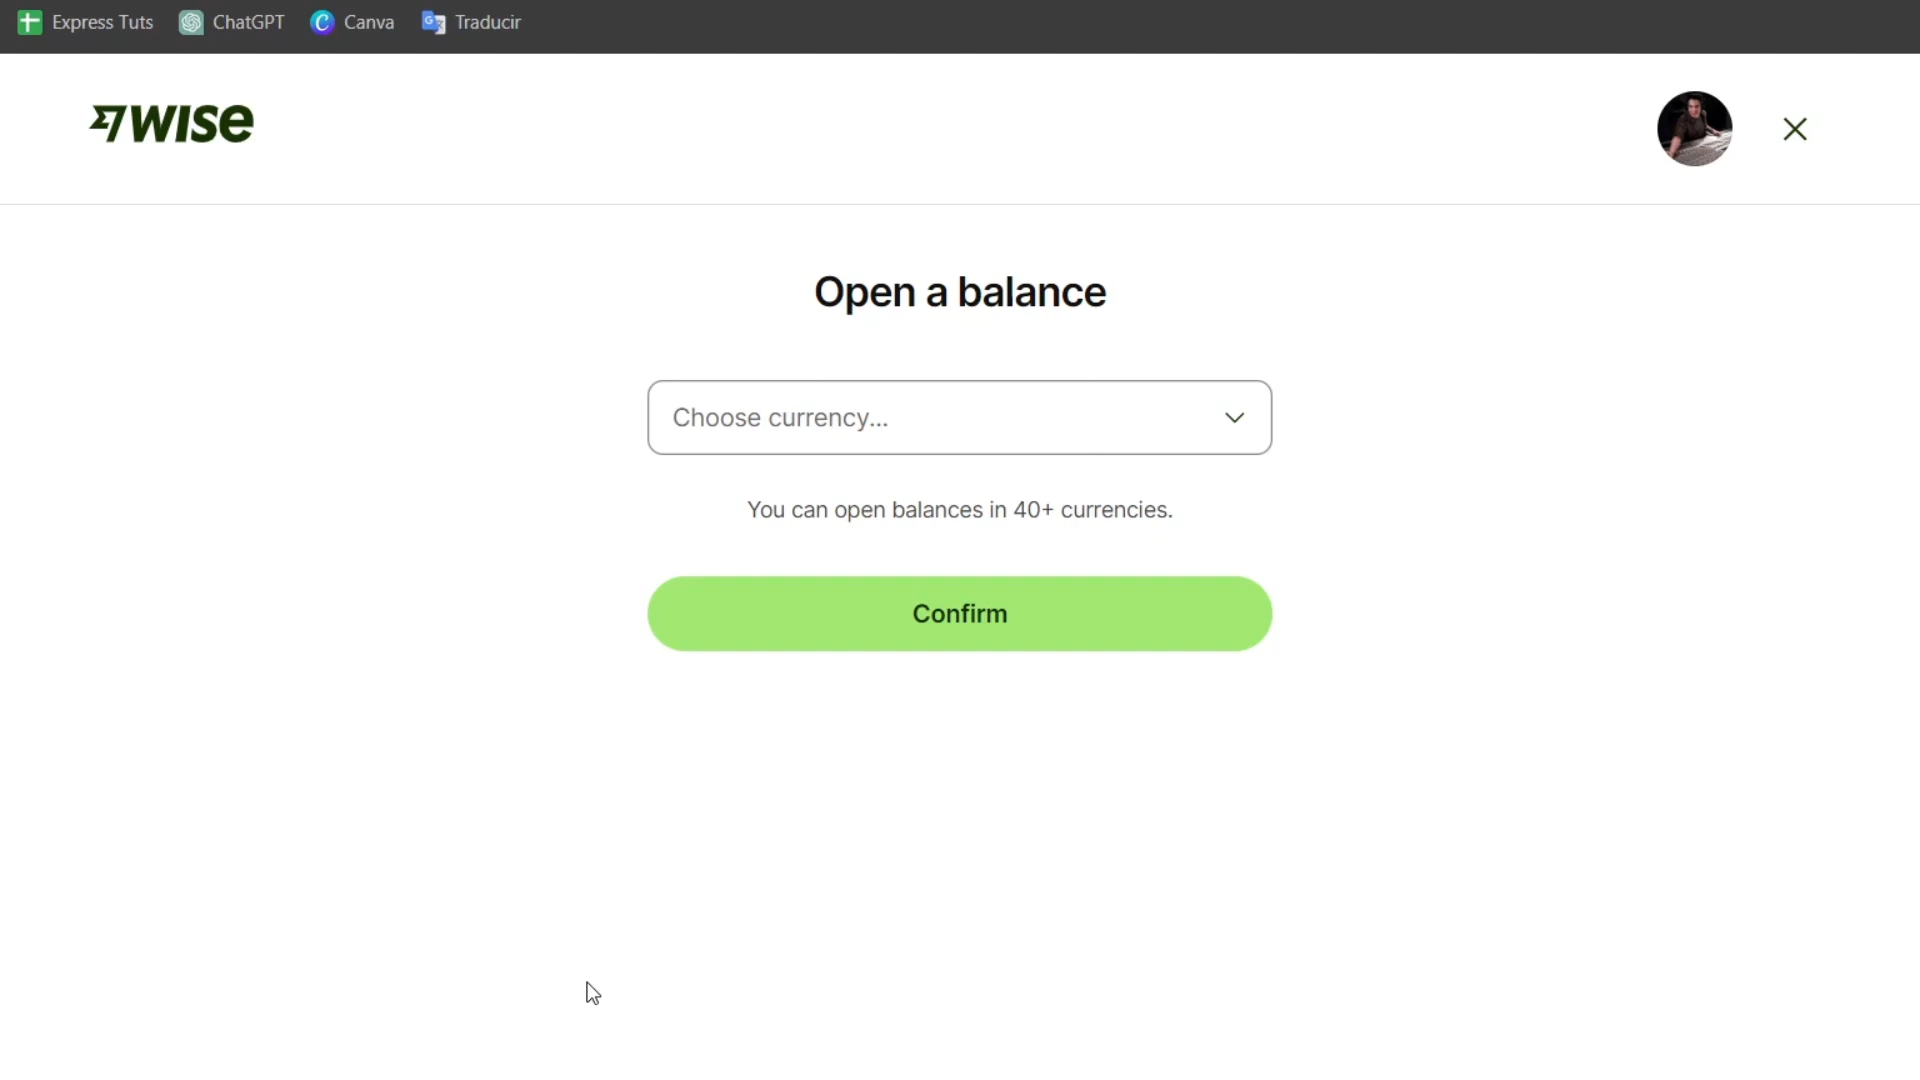 Express Tuts
ChatGPT
Canva
Traducir
wise
Open a balance
Choose currency...
You can open balances in 40+ currencies.
Confirm